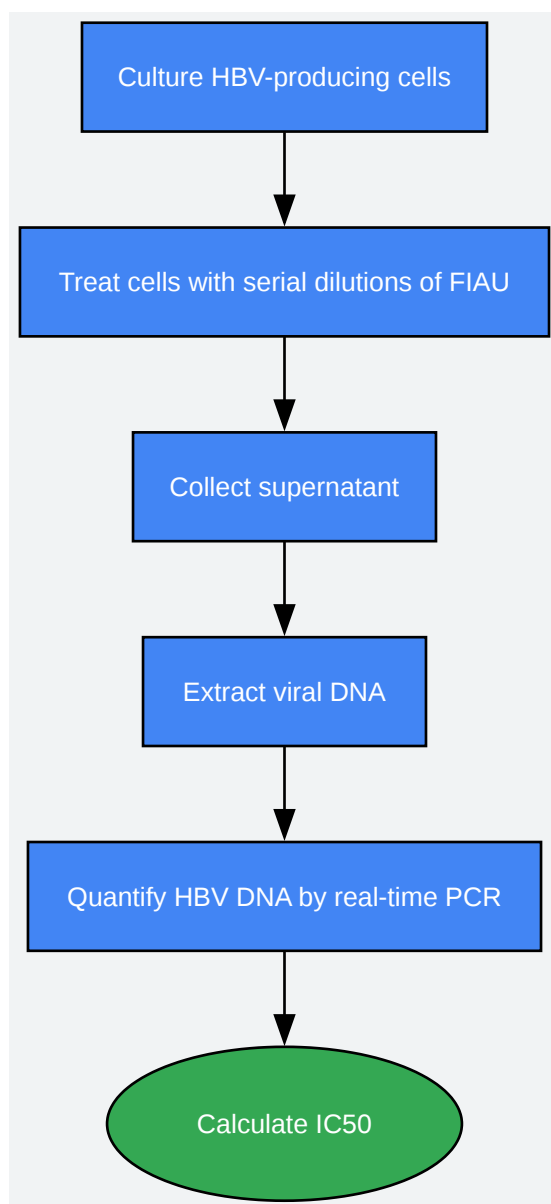 Culture HBV-producing cells
Treat cells with serial dilutions of FIAU
Collect supernatant
Extract viral DNA
Quantify HBV DNA by real-time PCR
Calculate IC50